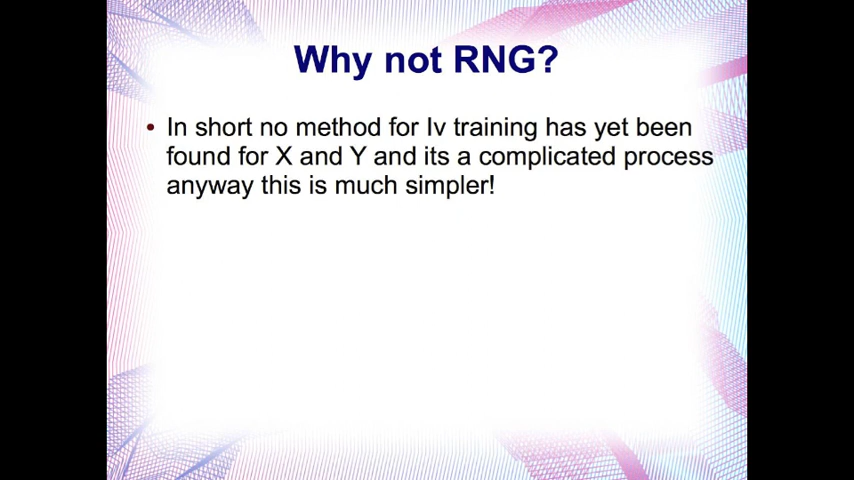 Why not RNG?
• In short no method for Iv training has yet been
found for X and Y and its a complicated process
anyway this is much simpler!